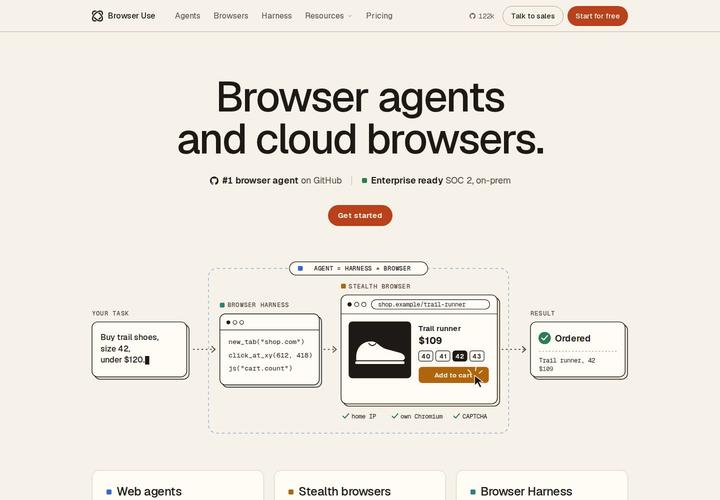 Browser Use Agents Browsers Harness Resources Pricing 122k Talk to sales Start for free
Browser agents
and cloud browsers.
#1 browser agent on GitHub Enterprise ready SOC 2, on-prem
Get started
AGENT = HARNESS + BROWSER
YOUR TASK
Buy trail shoes,
size 42,
under $120.
BROWSER HARNESS
new_tab("shop.com")
click_at_xy(612, 418)
js("cart.count")
STEALTH BROWSER
shop.example/trail-runner
Trail runner
$109
40 41 42 43
Add to cart
home IP own Chromium CAPTCHA
RESULT
Ordered
Trail runner, 42
$109
Web agents
Stealth browsers
Browser Harness